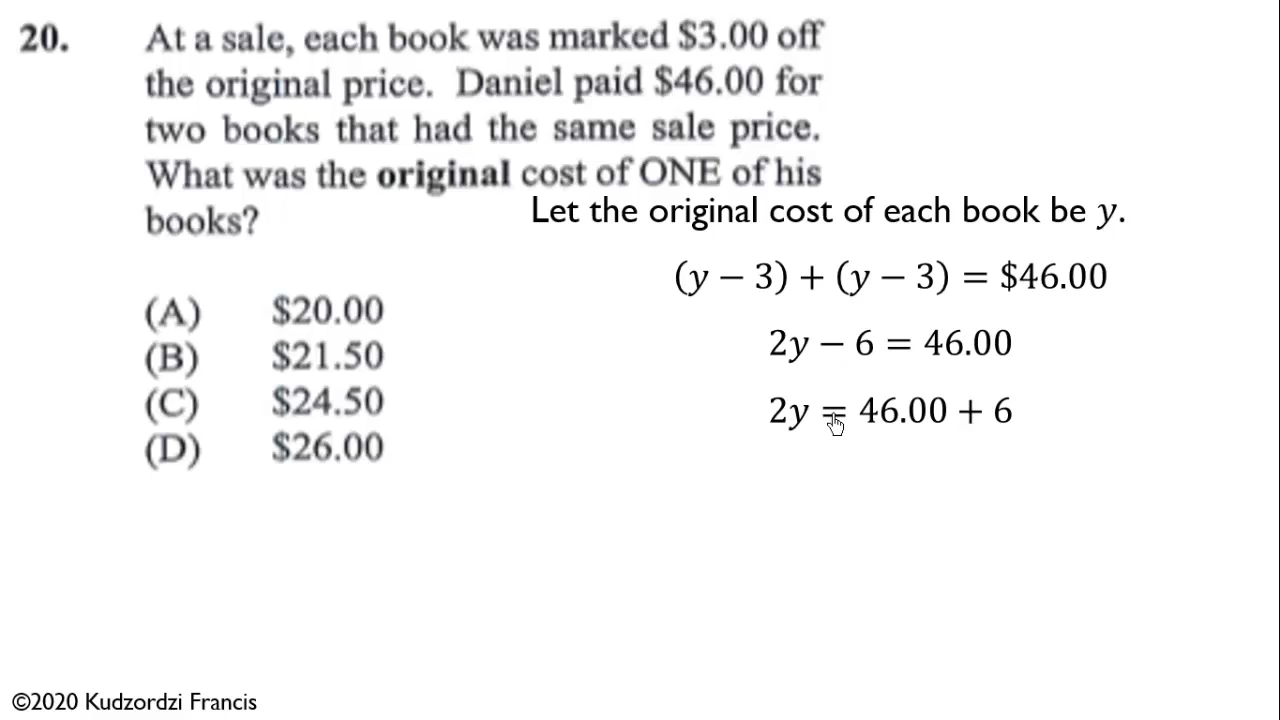 20. At a sale, each book was marked $3.00 off
the original price. Daniel paid $46.00 for
two books that had the same sale price.
What was the original cost of ONE of his
books?
Let the original cost of each book be y.
(y − 3) + (y − 3) = $46.00
2y − 6 = 46.00
2y = 46.00 + 6
(A) $20.00
(B) $21.50
(C) $24.50
(D) $26.00
©2020 Kudzordzi Francis